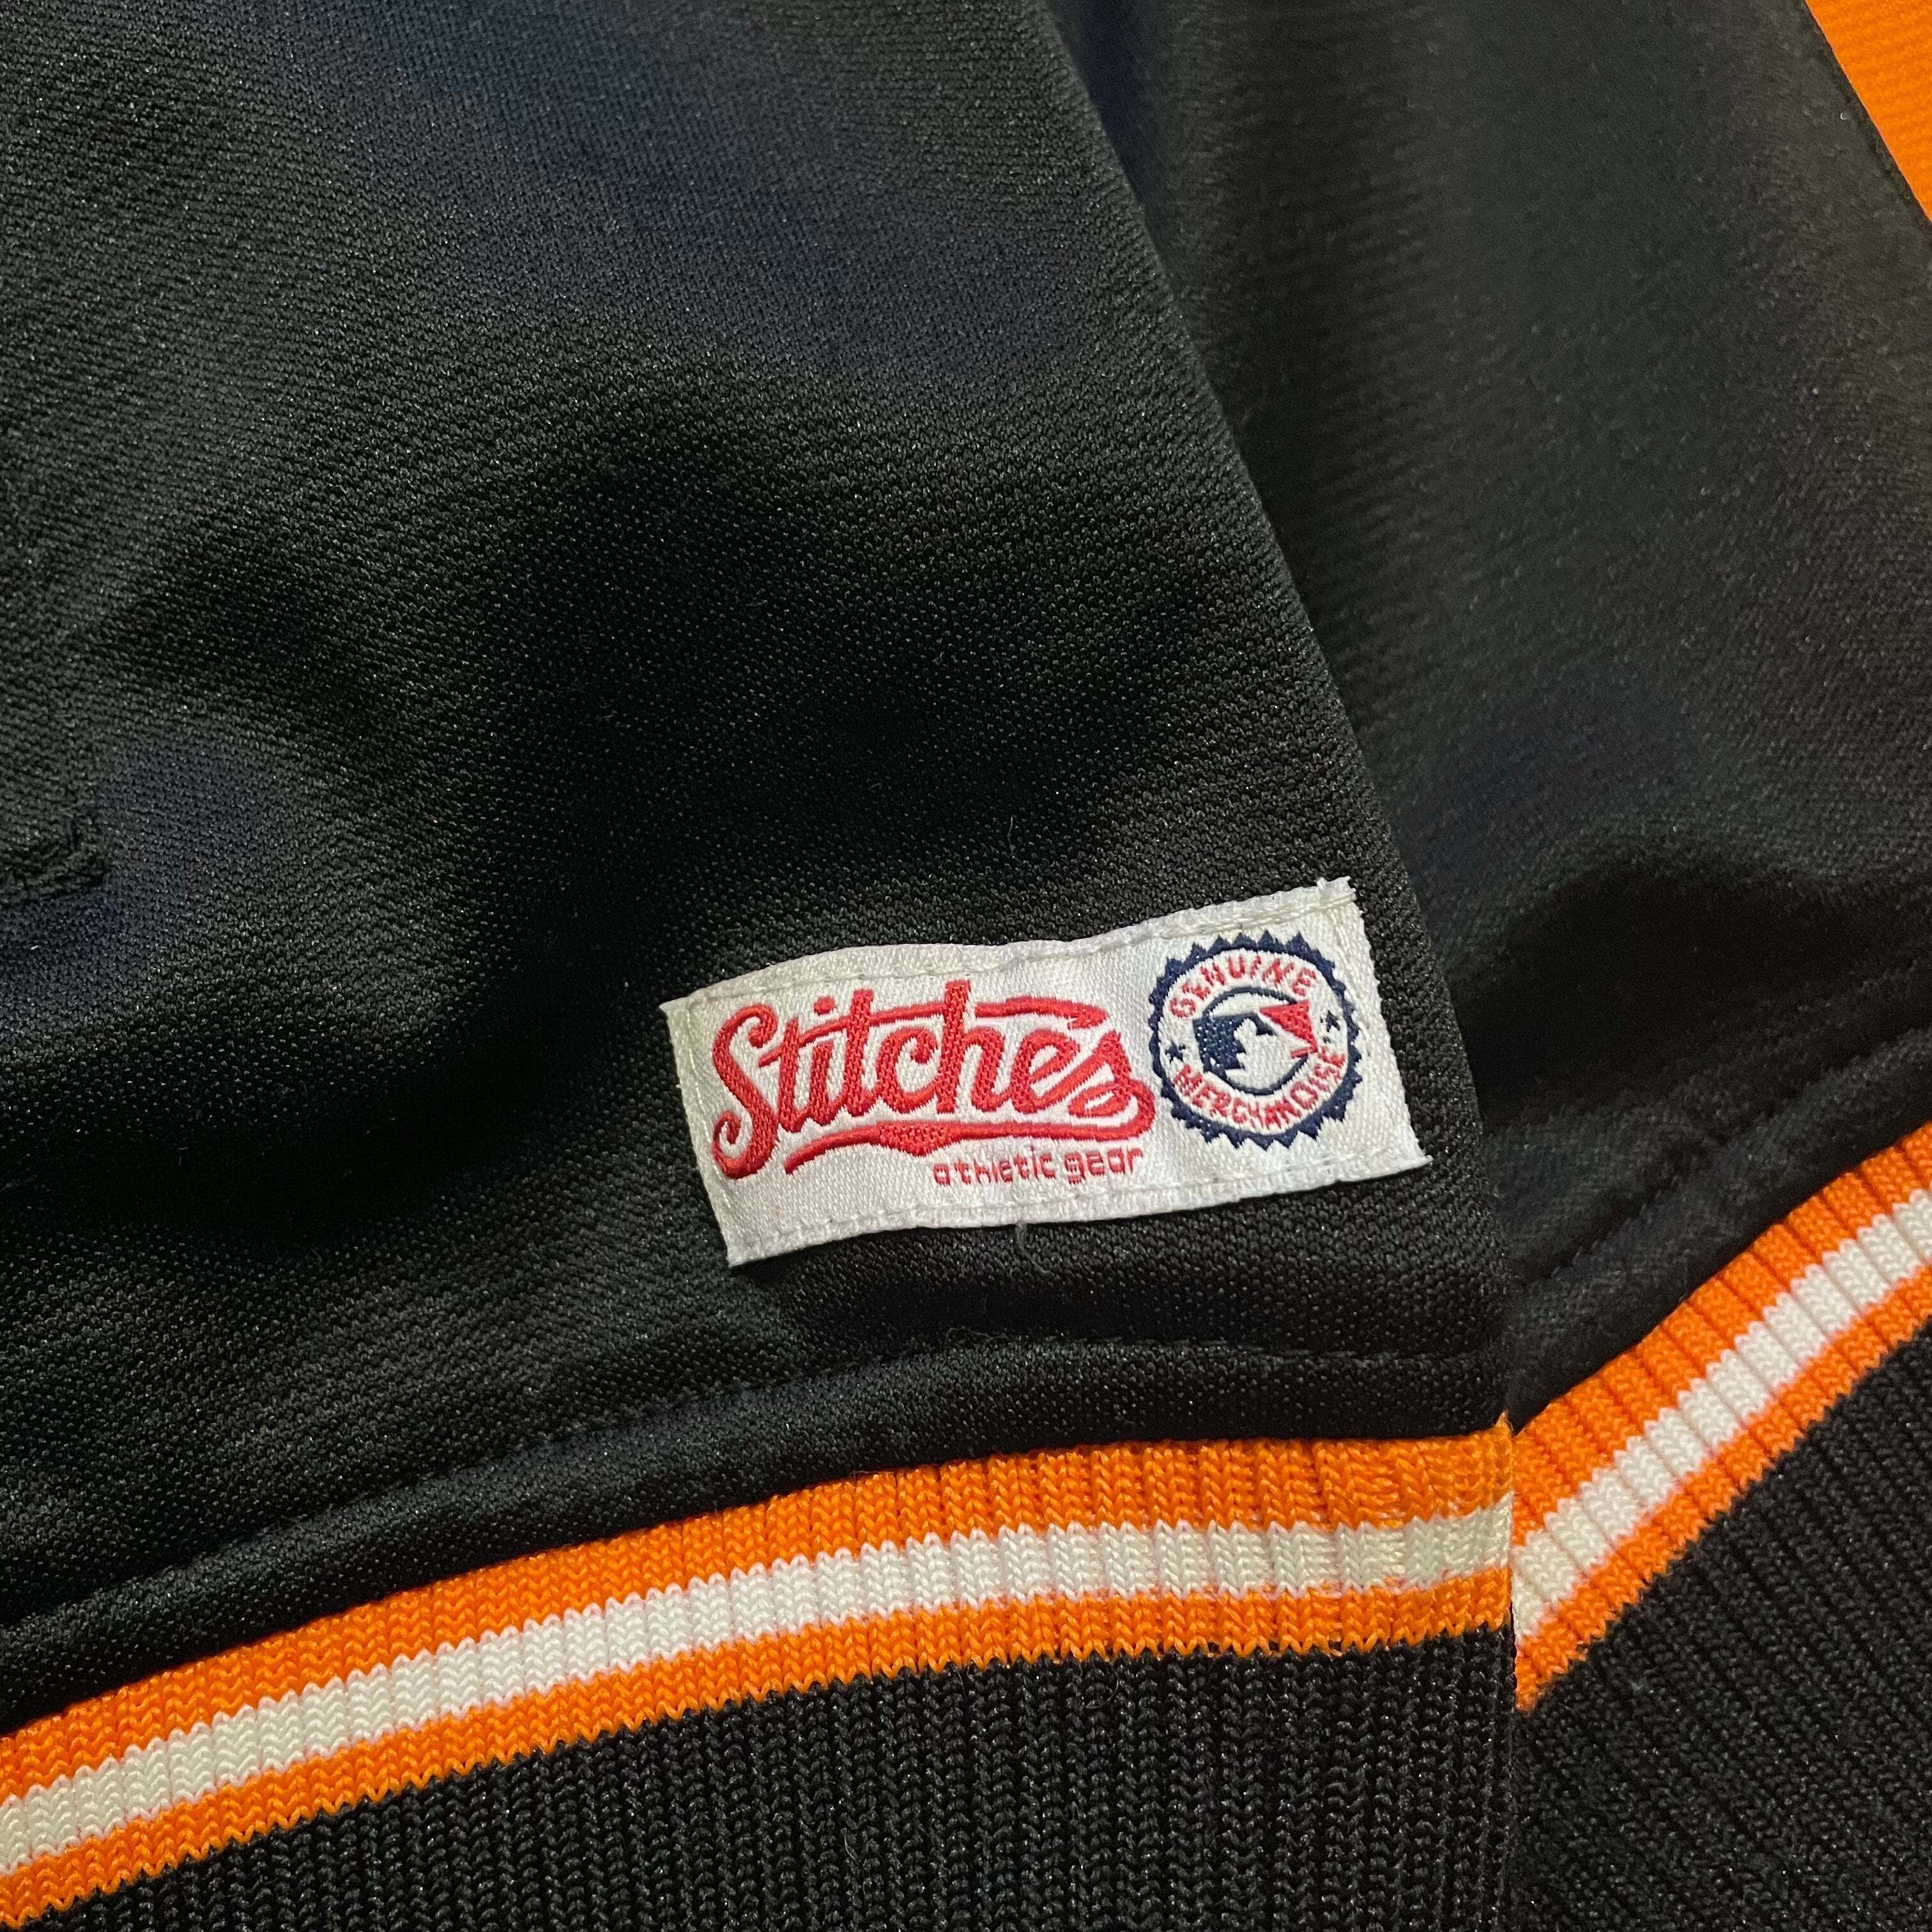 Stitches
athletic gear
GENUINE
MERCHANDISE